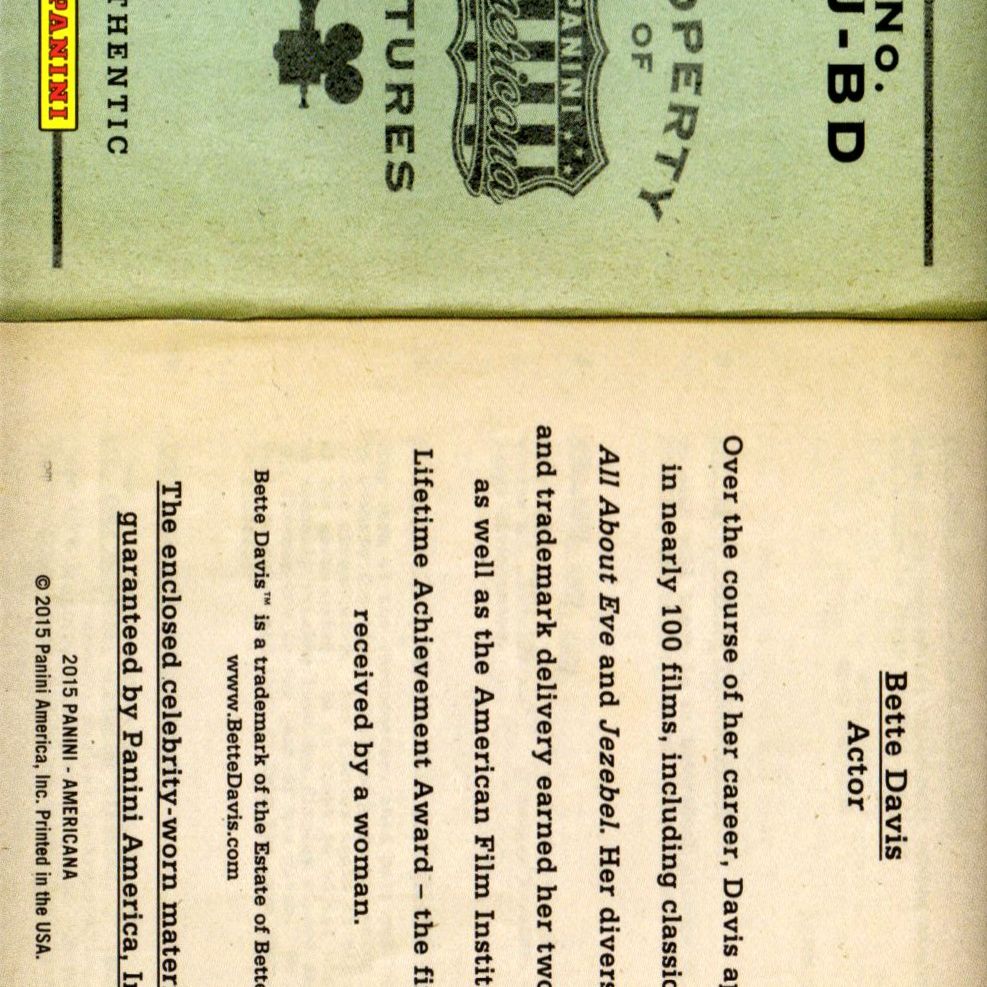 NO.
U-BD
OF
PANINI
TURES
THENTIC
PANINI
Bette Davis
Actor
Over the course of her career, Davis a
in nearly 100 films, including classi
All About Eve and Jezebel. Her divers
and trademark delivery earned her two
as well as the American Film Instit
Lifetime Achievement Award – the fi
received by a woman.
Bette Davis™ is a trademark of the Estate of Bette
www.BetteDavis.com
The enclosed celebrity-worn mater
guaranteed by Panini America, In
2015 PANINI - AMERICANA
© 2015 Panini America, Inc. Printed in the USA.